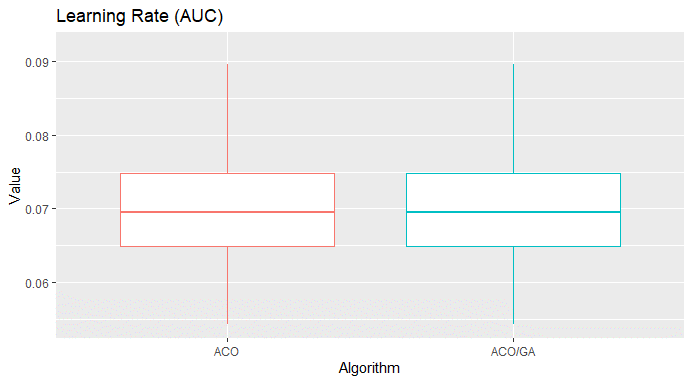 Learning Rate (AUC)
0.09
0.08
0.07
0.06
Value
ACO
ACO/GA
Algorithm